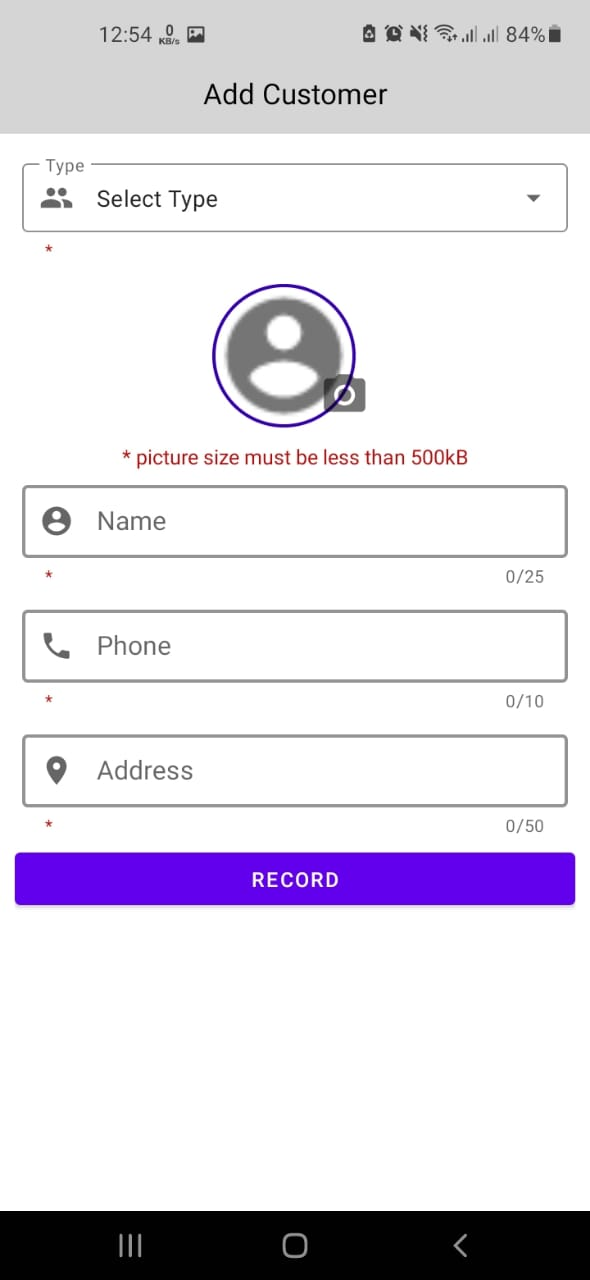 12:54 0 KB/s 84%
Add Customer
Type
Select Type
*
* picture size must be less than 500kB
Name
* 0/25
Phone
* 0/10
Address
* 0/50
RECORD